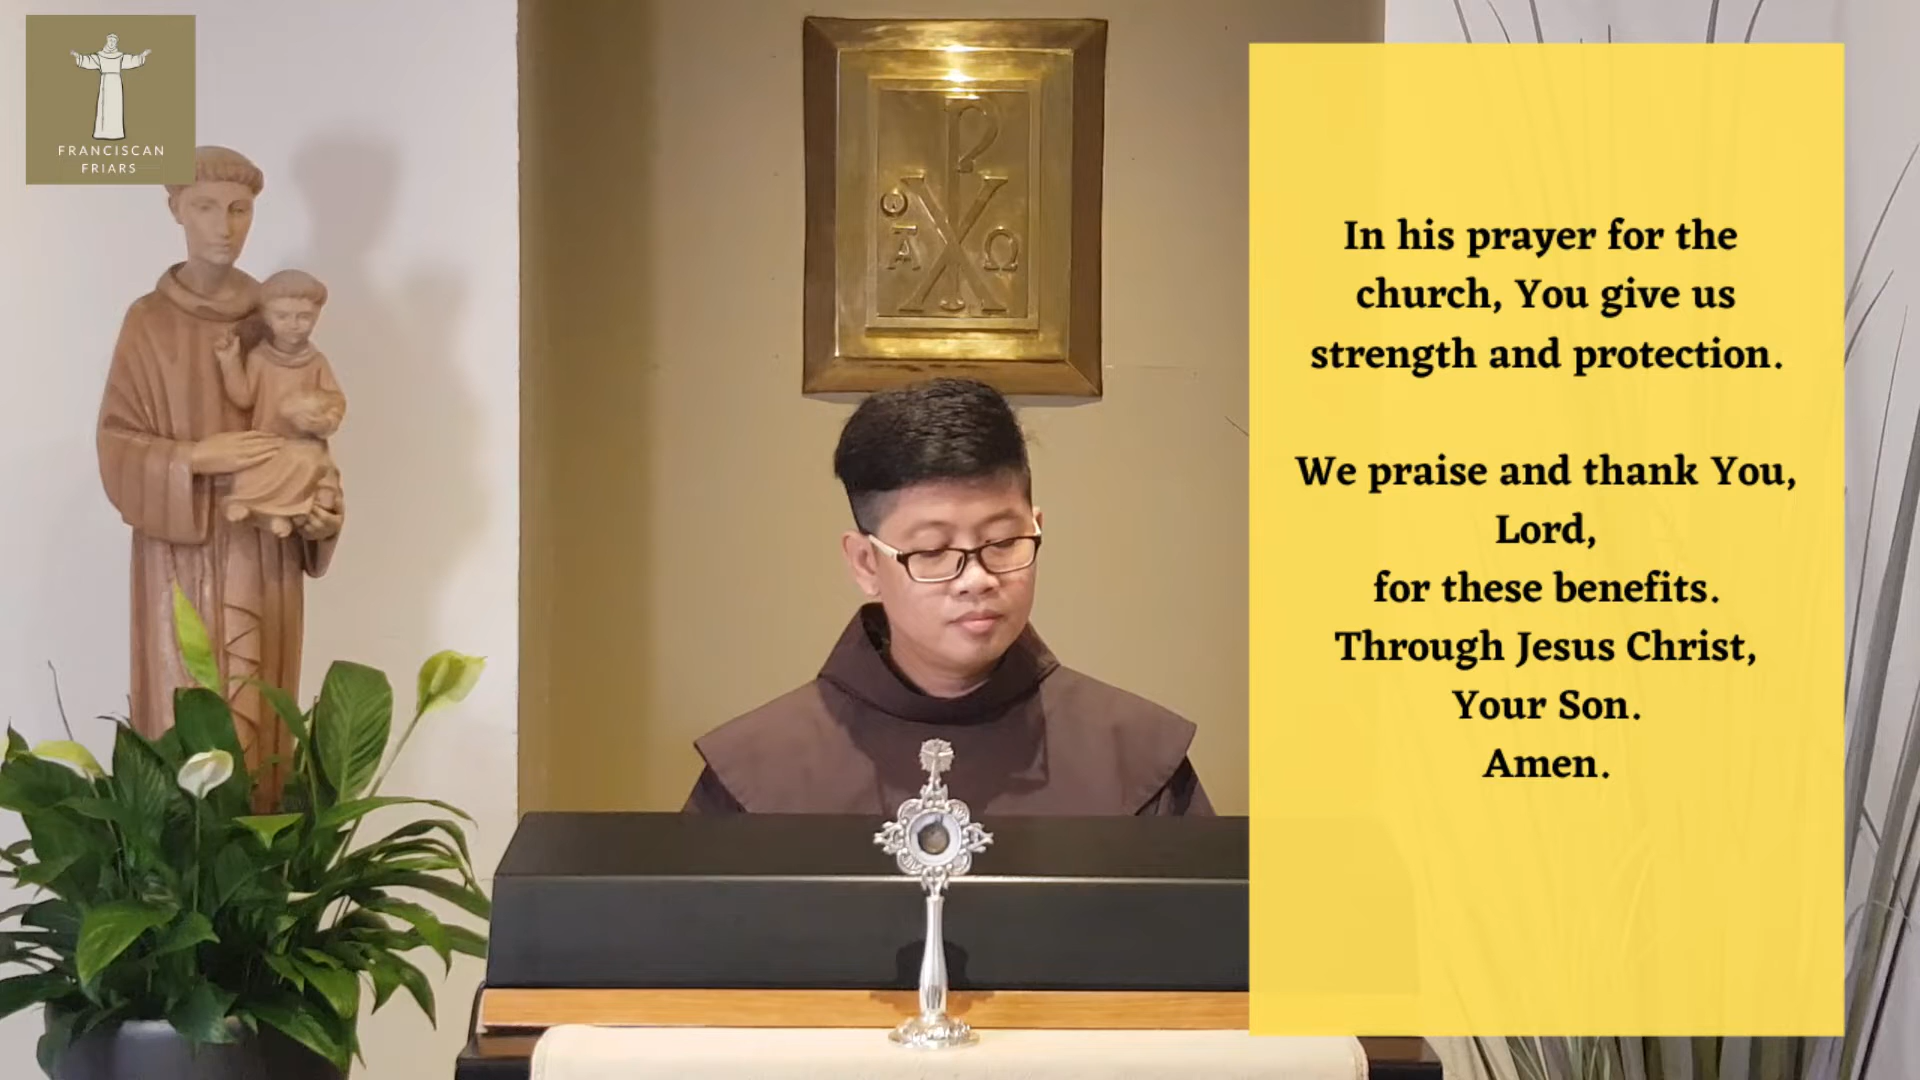 FRANCISCAN
FRIARS
In his prayer for the
church, You give us
strength and protection.
We praise and thank You,
Lord,
for these benefits.
Through Jesus Christ,
Your Son.
Amen.